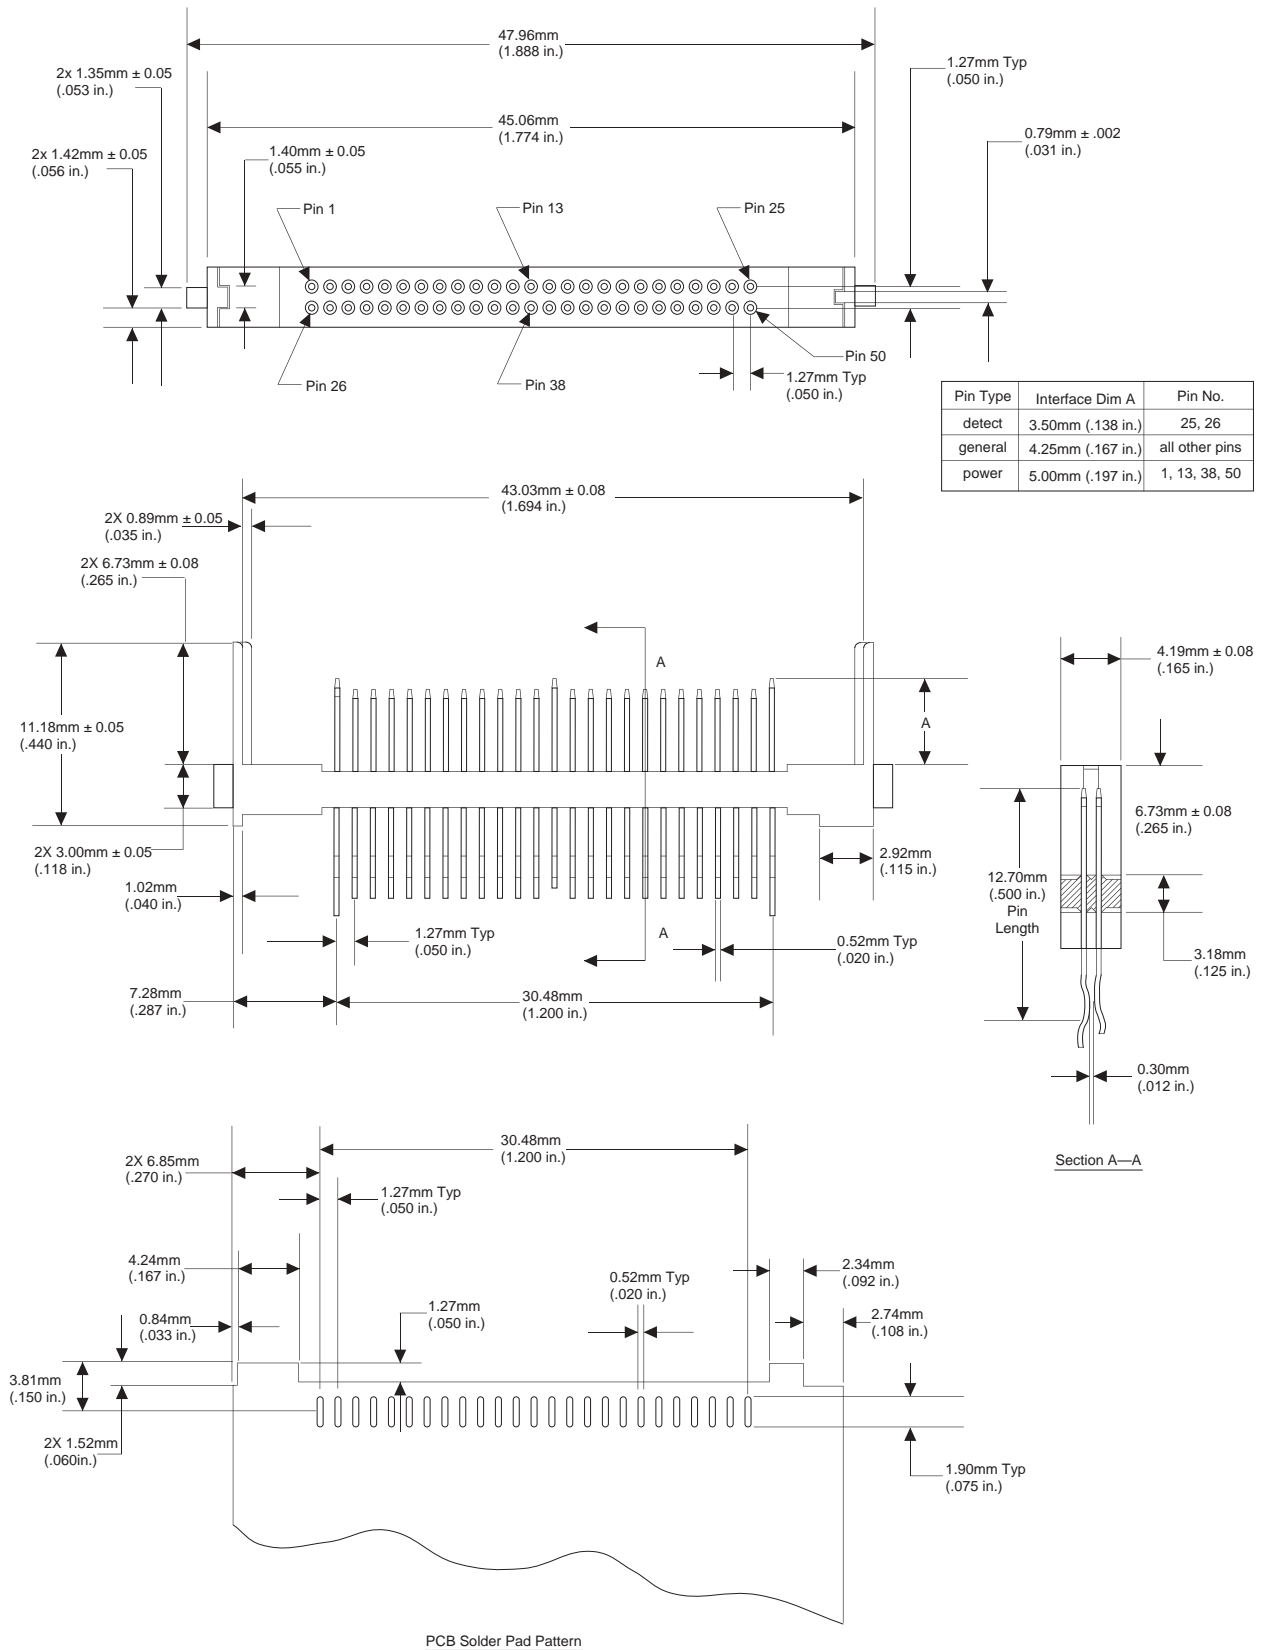 47.96mm
(1.888 in.)
2x 1.35mm ± 0.05
(.053 in.)
1.27mm Typ
(.050 in.)
45.06mm
(1.774 in.)
0.79mm ± .002
(.031 in.)
2x 1.42mm ± 0.05
(.056 in.)
1.40mm ± 0.05
(.055 in.)
Pin 1
Pin 13
Pin 25
Pin 26
Pin 38
Pin 50
1.27mm Typ
(.050 in.)
Pin Type Interface Dim A Pin No.
detect 3.50mm (.138 in.) 25, 26
general 4.25mm (.167 in.) all other pins
power 5.00mm (.197 in.) 1, 13, 38, 50
43.03mm ± 0.08
(1.694 in.)
2X 0.89mm ± 0.05
(.035 in.)
2X 6.73mm ± 0.08
(.265 in.)
A
4.19mm ± 0.08
(.165 in.)
11.18mm ± 0.05
(.440 in.)
A
6.73mm ± 0.08
(.265 in.)
2X 3.00mm ± 0.05
(.118 in.)
2.92mm
(.115 in.)
12.70mm
(.500 in.)
Pin
Length
1.02mm
(.040 in.)
1.27mm Typ
(.050 in.)
A
0.52mm Typ
(.020 in.)
3.18mm
(.125 in.)
7.28mm
(.287 in.)
30.48mm
(1.200 in.)
0.30mm
(.012 in.)
Section A—A
30.48mm
(1.200 in.)
2X 6.85mm
(.270 in.)
1.27mm Typ
(.050 in.)
4.24mm
(.167 in.)
0.52mm Typ
(.020 in.)
2.34mm
(.092 in.)
0.84mm
(.033 in.)
1.27mm
(.050 in.)
2.74mm
(.108 in.)
3.81mm
(.150 in.)
2X 1.52mm
(.060in.)
1.90mm Typ
(.075 in.)
PCB Solder Pad Pattern